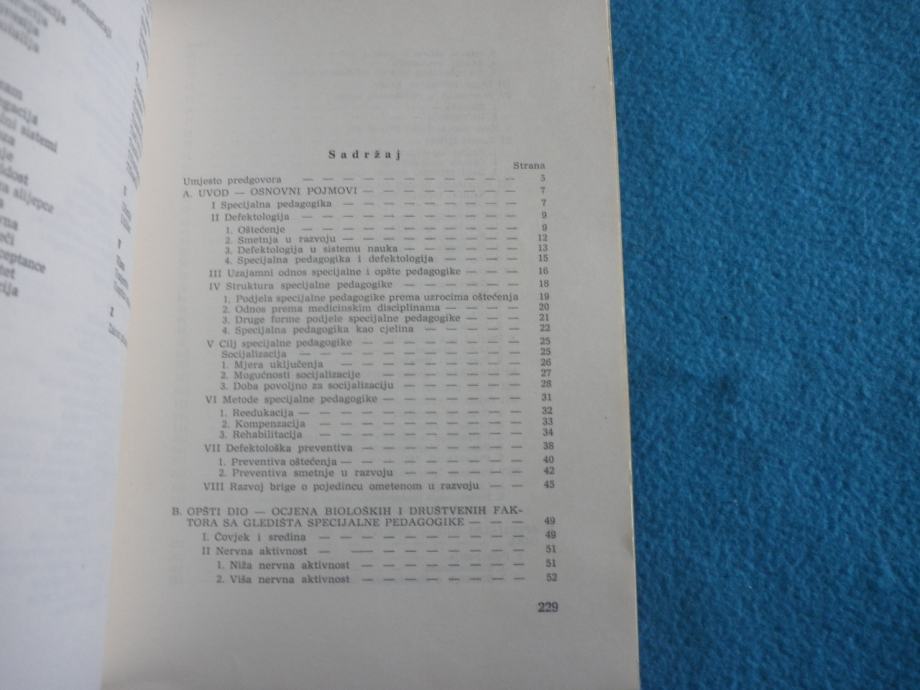 zam
sistemi
slijepce
Sadržaj
Strana
Umjesto predgovora — — — — — — — — — 5
A. UVOD — OSNOVNI POJMOVI — — — — — — — 7
I Specijalna pedagogika — — — — — — — — 7
II Defektologija — — — — — — — — — 9
1. Oštećenje — — — — — — — — — 9
2. Smetnja u razvoju — — — — — — — 12
3. Defektologija u sistemu nauka — — — — — 13
4. Specijalna pedagogika i defektologija — — — — 15
III Uzajamni odnos specijalne i opšte pedagogike — — — 16
IV Struktura specijalne pedagogike — — — — — — 18
1. Podjela specijalne pedagogike prema uzrocima oštećenja 19
2. Odnos prema medicinskim disciplinama — — — — 20
3. Druge forme podjele specijalne pedagogike — — — 21
4. Specijalna pedagogika kao cjelina — — — — — 22
V Cilj specijalne pedagogike — — — — — — — 25
Socijalizacija — — — — — — — — 25
1. Mjera uključenja — — — — — — — — 26
2. Mogućnosti socijalizacije — — — — — — 27
3. Doba povoljno za socijalizaciju — — — — — 28
VI Metode specijalne pedagogike — — — — — — 31
1. Reedukacija — — — — — — — — — 32
2. Kompenzacija — — — — — — — — 33
3. Rehabilitacija — — — — — — — — 34
VII Defektološka preventiva — — — — — — — 38
1. Preventiva oštećenja — — — — — — — 40
2. Preventiva smetnje u razvoju — — — — — 42
VIII Razvoj brige o pojedincu ometenom u razvoju — — 45
B. OPŠTI DIO — OCJENA BIOLOŠKIH I DRUŠTVENIH FAK-
TORA SA GLEDIŠTA SPECIJALNE PEDAGOGIKE — — — 49
I. Čovjek i sredina — — — — — — — — 49
II Nervna aktivnost — — — — — — — — 51
1. Niža nervna aktivnost — — — — — — — 51
2. Viša nervna aktivnost — — — — — — — 52
229